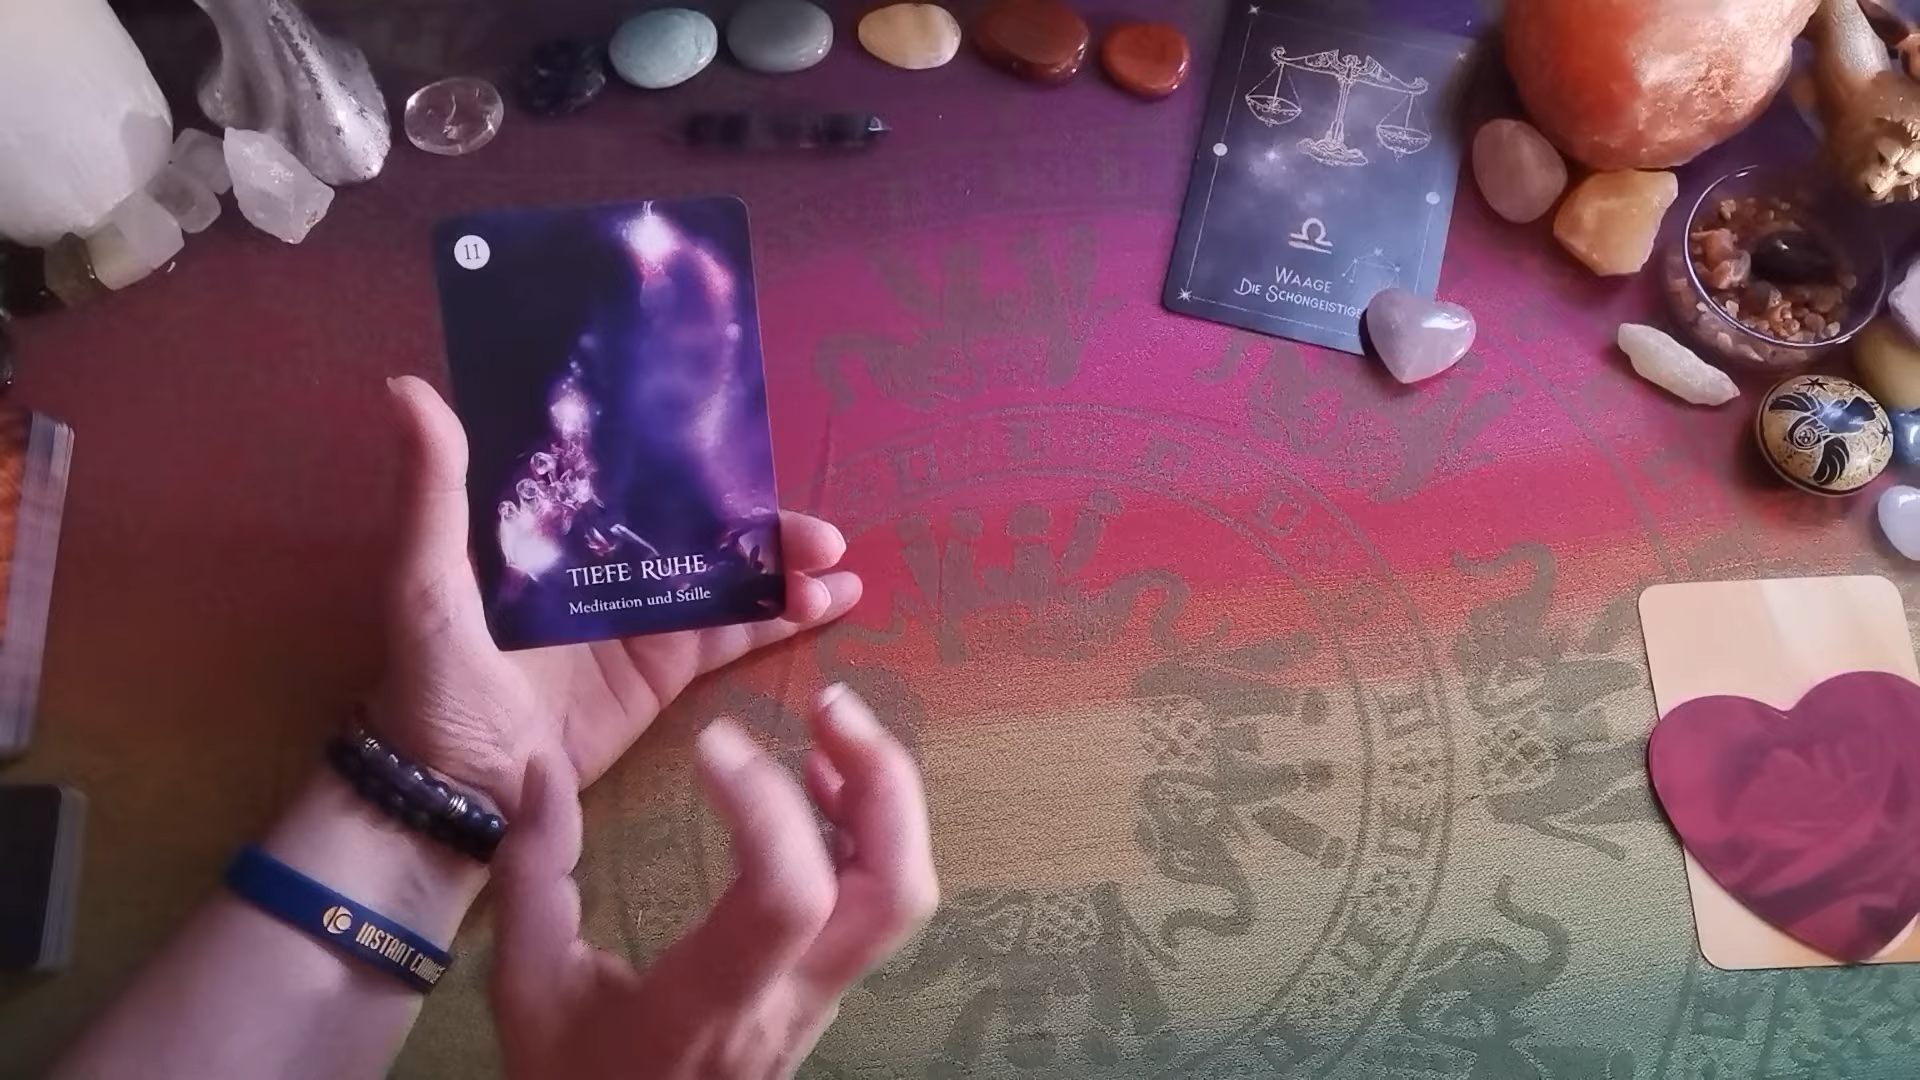 11
TIEFE RUHE
Meditation und Stille
WAAGE
DIE SCHÖNGEISTIGE
INSTANT